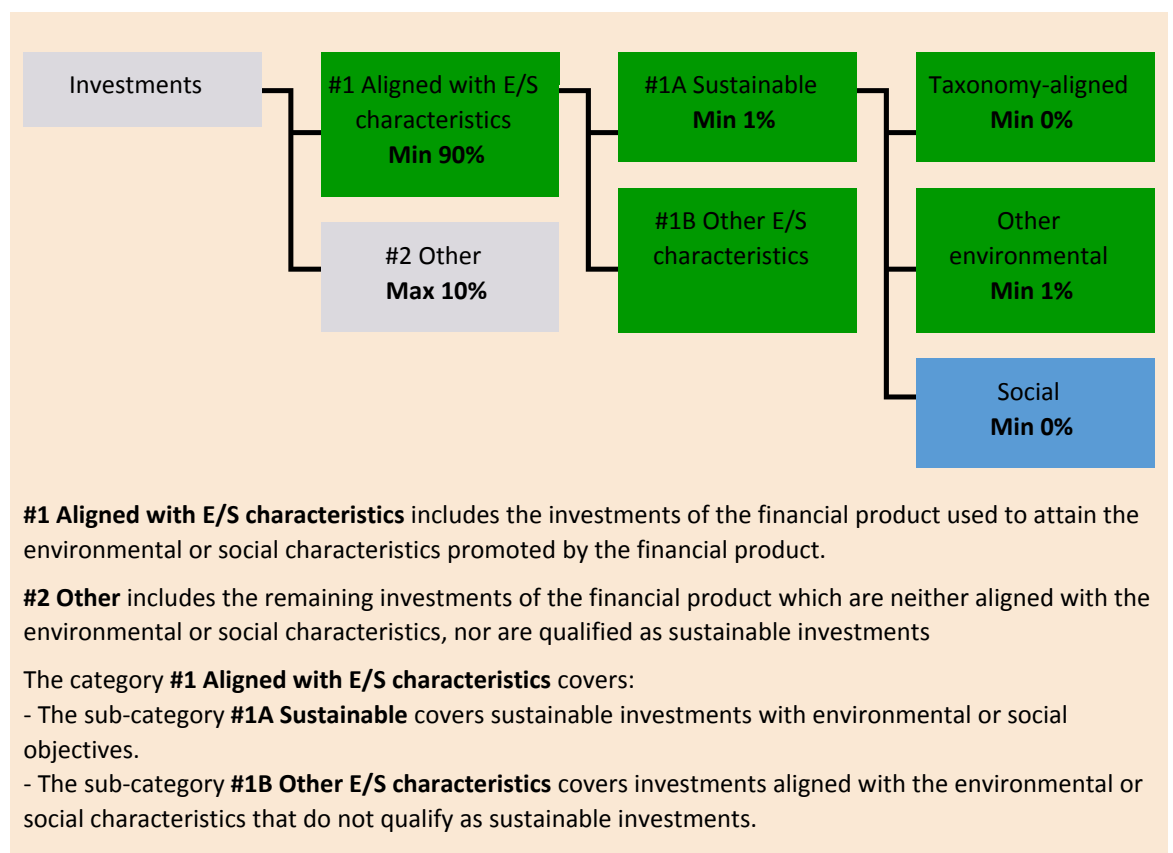 Investments
#1 Aligned with E/S
characteristics
Min 90%
#2 Other
Max 10%
#1A Sustainable
Min 1%
#1B Other E/S
characteristics
Taxonomy-aligned
Min 0%
Other
environmental
Min 1%
Social
Min 0%
#1 Aligned with E/S characteristics includes the investments of the financial product used to attain the
environmental or social characteristics promoted by the financial product.
#2 Other includes the remaining investments of the financial product which are neither aligned with the
environmental or social characteristics, nor are qualified as sustainable investments
The category #1 Aligned with E/S characteristics covers:
- The sub-category #1A Sustainable covers sustainable investments with environmental or social
objectives.
- The sub-category #1B Other E/S characteristics covers investments aligned with the environmental or
social characteristics that do not qualify as sustainable investments.